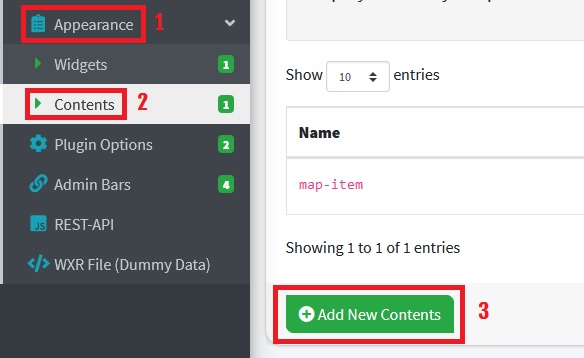 Appearance 1
Widgets 1
Contents 2 1
Plugin Options 2
Admin Bars 4
JS REST-API
WXR File (Dummy Data)
Show 10 entries
Name
map-item
Showing 1 to 1 of 1 entries
Add New Contents 3